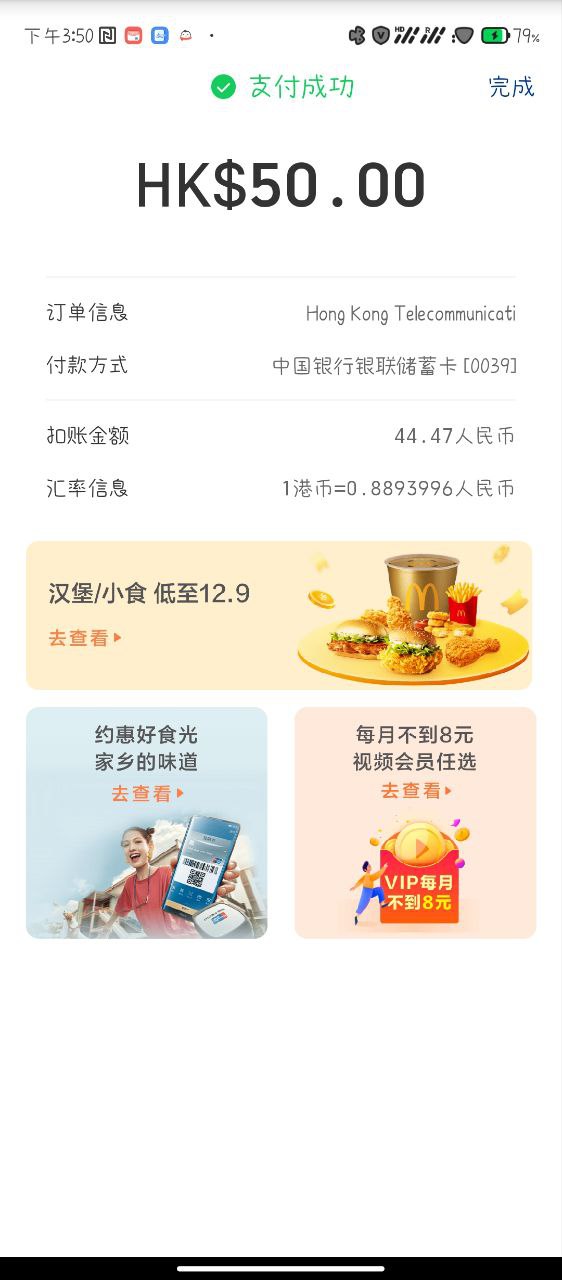 下午3:50
79%
支付成功
完成
HK$50.00
订单信息
Hong Kong Telecommunicati
付款方式
中国银行银联储蓄卡 [0039]
扣账金额
44.47人民币
汇率信息
1港币=0.8893996人民币
汉堡/小食 低至12.9
去查看
约惠好食光
家乡的味道
去查看
每月不到8元
视频会员任选
去查看
VIP每月
不到8元